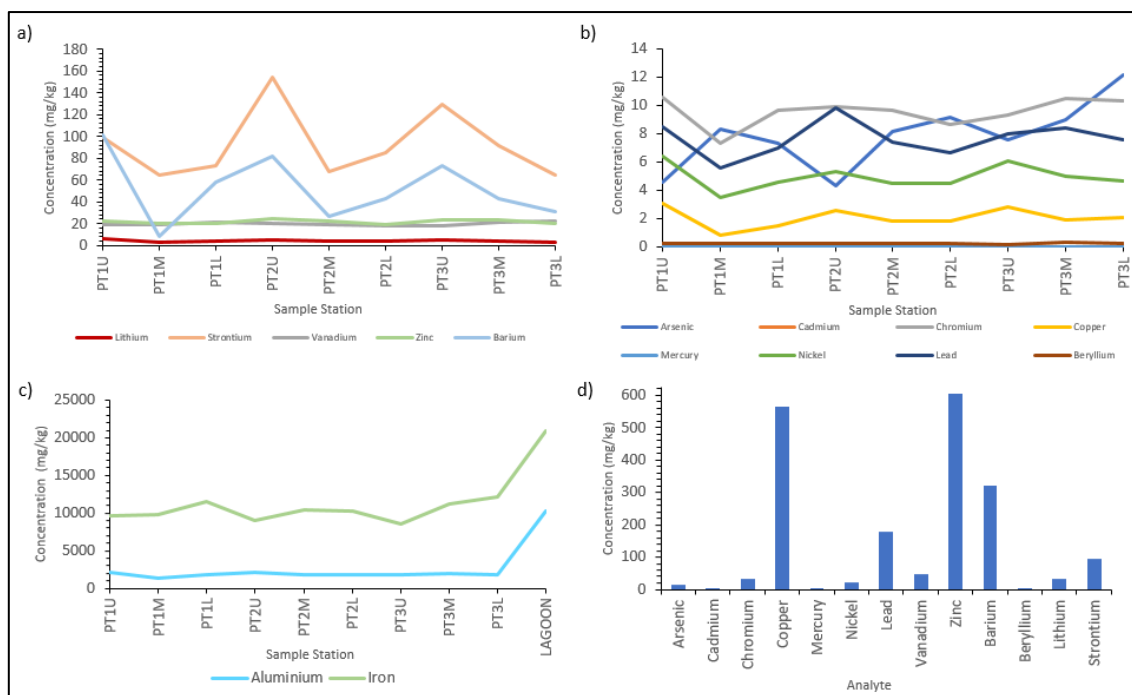 a)
Concentration (mg/kg)
180
160
140
120
100
80
60
40
20
0
PT1U
PT1M
PT1L
PT2U
PT2M
PT2L
PT3U
PT3M
PT3L
Sample Station
Lithium Strontium Vanadium Zinc Barium
b)
Concentration (mg/kg)
14
12
10
8
6
4
2
0
PT1U
PT1M
PT1L
PT2U
PT2M
PT2L
PT3U
PT3M
PT3L
Sample Station
Arsenic Cadmium Chromium Copper
Mercury Nickel Lead Beryllium
c)
Concentration (mg/kg)
25000
20000
15000
10000
5000
0
PT1U
PT1M
PT1L
PT2U
PT2M
PT2L
PT3U
PT3M
PT3L
LAGOON
Sample Station
Aluminium Iron
d)
Concentration (mg/kg)
600
500
400
300
200
100
0
Arsenic
Cadmium
Chromium
Copper
Mercury
Nickel
Lead
Vanadium
Zinc
Barium
Beryllium
Lithium
Strontium
Analyte